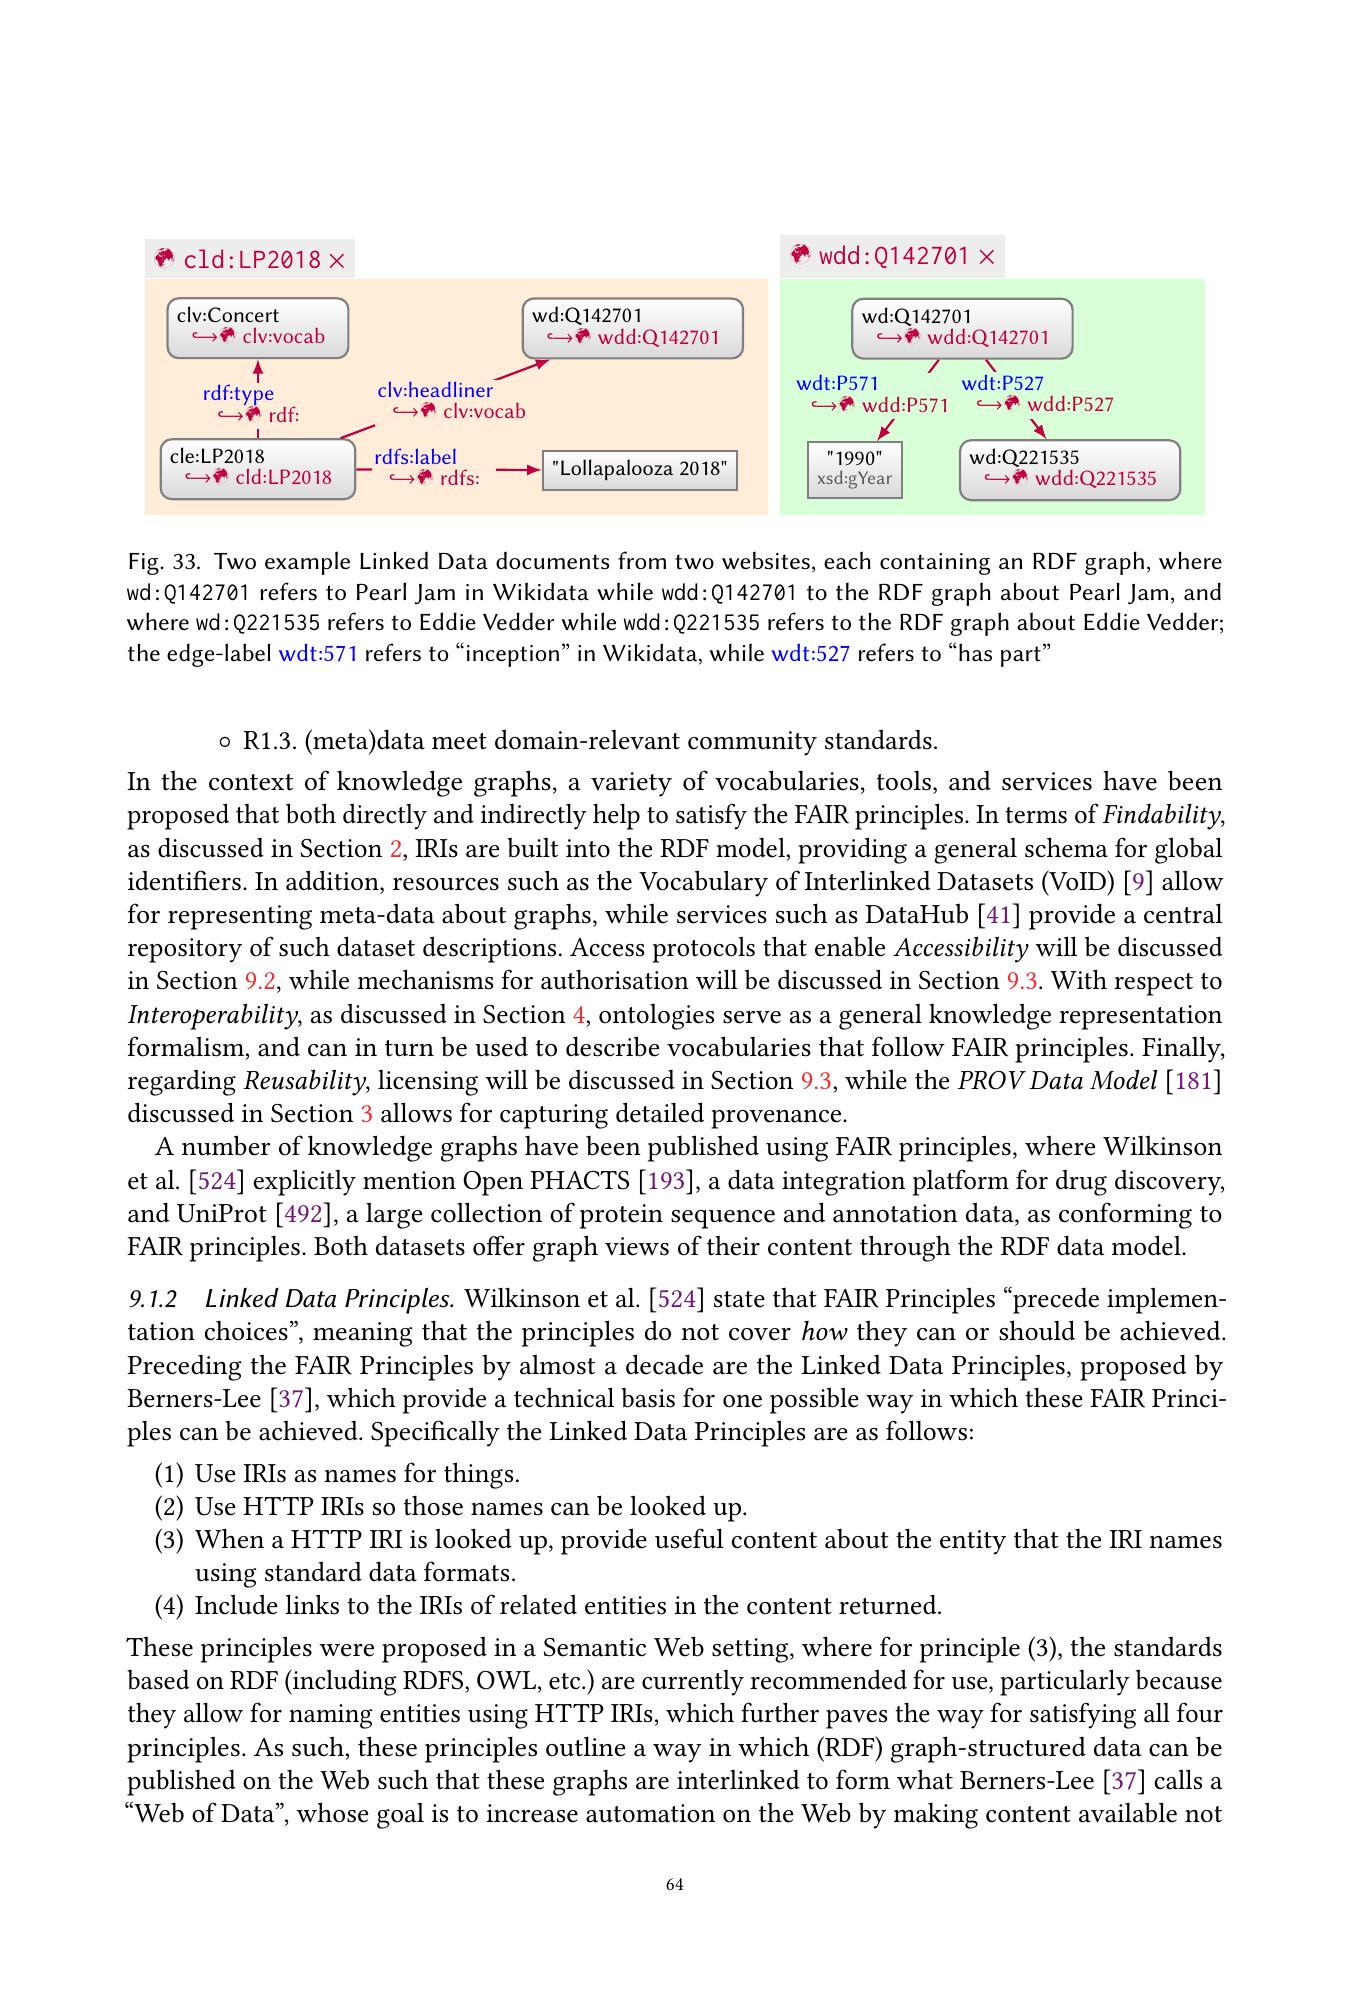 cld:LP2018 ×
clv:Concert
↪ clv:vocab
wd:Q142701
↪ wdd:Q142701
rdf:type
↪ rdf:
clv:headliner
↪ clv:vocab
cle:LP2018
↪ cld:LP2018
rdfs:label
↪ rdfs:
"Lollapalooza 2018"
wdd:Q142701 ×
wd:Q142701
↪ wdd:Q142701
wdt:P571
↪ wdd:P571
wdt:P527
↪ wdd:P527
"1990"
xsd:gYear
wd:Q221535
↪ wdd:Q221535
Fig. 33. Two example Linked Data documents from two websites, each containing an RDF graph, where
wd:Q142701 refers to Pearl Jam in Wikidata while wdd:Q142701 to the RDF graph about Pearl Jam, and
where wd:Q221535 refers to Eddie Vedder while wdd:Q221535 refers to the RDF graph about Eddie Vedder;
the edge-label wdt:571 refers to “inception” in Wikidata, while wdt:527 refers to “has part”
◦ R1.3. (meta)data meet domain-relevant community standards.
In the context of knowledge graphs, a variety of vocabularies, tools, and services have been
proposed that both directly and indirectly help to satisfy the FAIR principles. In terms of Findability,
as discussed in Section 2, IRIs are built into the RDF model, providing a general schema for global
identifiers. In addition, resources such as the Vocabulary of Interlinked Datasets (VoID) [9] allow
for representing meta-data about graphs, while services such as DataHub [41] provide a central
repository of such dataset descriptions. Access protocols that enable Accessibility will be discussed
in Section 9.2, while mechanisms for authorisation will be discussed in Section 9.3. With respect to
Interoperability, as discussed in Section 4, ontologies serve as a general knowledge representation
formalism, and can in turn be used to describe vocabularies that follow FAIR principles. Finally,
regarding Reusability, licensing will be discussed in Section 9.3, while the PROV Data Model [181]
discussed in Section 3 allows for capturing detailed provenance.
A number of knowledge graphs have been published using FAIR principles, where Wilkinson
et al. [524] explicitly mention Open PHACTS [193], a data integration platform for drug discovery,
and UniProt [492], a large collection of protein sequence and annotation data, as conforming to
FAIR principles. Both datasets offer graph views of their content through the RDF data model.
9.1.2 Linked Data Principles. Wilkinson et al. [524] state that FAIR Principles “precede implemen-
tation choices”, meaning that the principles do not cover how they can or should be achieved.
Preceding the FAIR Principles by almost a decade are the Linked Data Principles, proposed by
Berners-Lee [37], which provide a technical basis for one possible way in which these FAIR Princi-
ples can be achieved. Specifically the Linked Data Principles are as follows:
(1) Use IRIs as names for things.
(2) Use HTTP IRIs so those names can be looked up.
(3) When a HTTP IRI is looked up, provide useful content about the entity that the IRI names
using standard data formats.
(4) Include links to the IRIs of related entities in the content returned.
These principles were proposed in a Semantic Web setting, where for principle (3), the standards
based on RDF (including RDFS, OWL, etc.) are currently recommended for use, particularly because
they allow for naming entities using HTTP IRIs, which further paves the way for satisfying all four
principles. As such, these principles outline a way in which (RDF) graph-structured data can be
published on the Web such that these graphs are interlinked to form what Berners-Lee [37] calls a
“Web of Data”, whose goal is to increase automation on the Web by making content available not
64